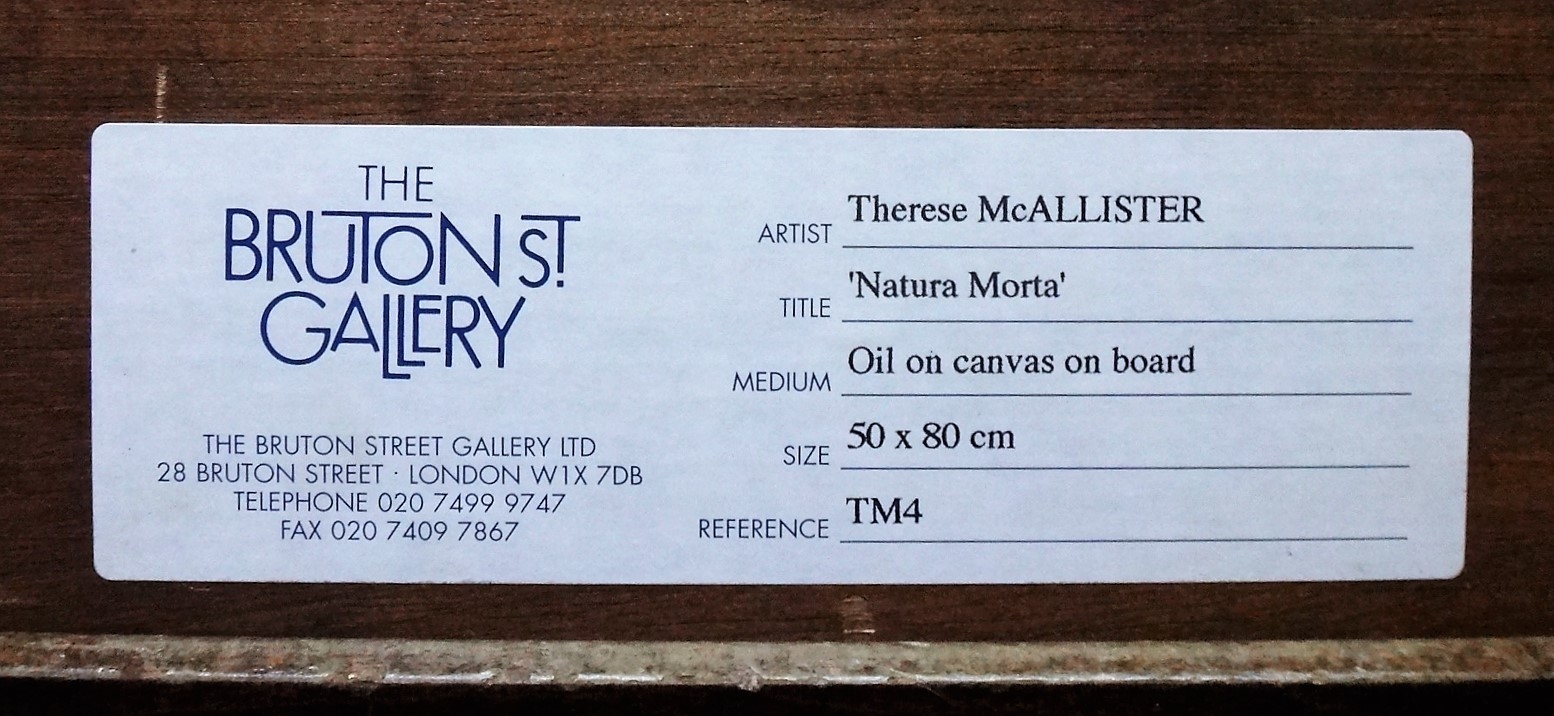 THE
BRUTON ST.
GALLERY
THE BRUTON STREET GALLERY LTD
28 BRUTON STREET · LONDON W1X 7DB
TELEPHONE 020 7499 9747
FAX 020 7409 7867
ARTIST Therese McALLISTER
TITLE 'Natura Morta'
MEDIUM Oil on canvas on board
SIZE 50 x 80 cm
REFERENCE TM4